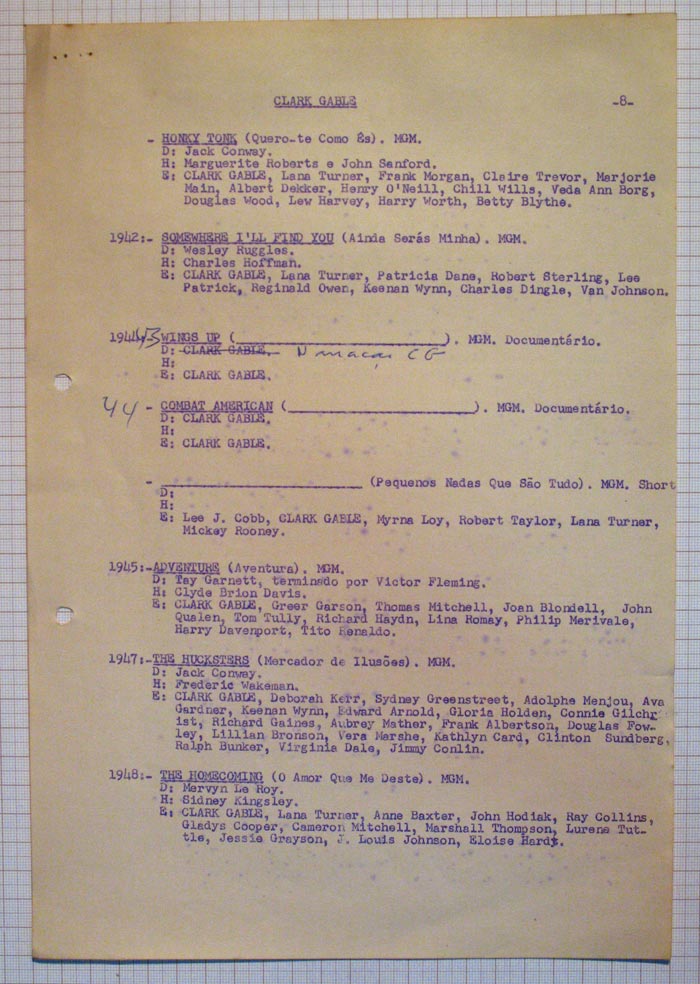 CLARK GABLE -8-
- HONKY TONK (Quero-te Como És). MGM.
D: Jack Conway.
H: Marguerite Roberts e John Sanford.
E: CLARK GABLE, Lana Turner, Frank Morgan, Claire Trevor, Marjorie
Main, Albert Dekker, Henry O'Neill, Chill Wills, Veda Ann Borg,
Douglas Wood, Lew Harvey, Harry Worth, Betty Blythe.
1942:- SOMEWHERE I'LL FIND YOU (Ainda Serás Minha). MGM.
D: Wesley Ruggles.
H: Charles Hoffman.
E: CLARK GABLE, Lana Turner, Patricia Dane, Robert Sterling, Lee
Patrick, Reginald Owen, Keenan Wynn, Charles Dingle, Van Johnson.
1943 WINGS UP (____________________). MGM. Documentário.
D: CLARK GABLE. Narração CG
H:
E: CLARK GABLE.
44 - COMBAT AMERICAN (____________________). MGM. Documentário.
D: CLARK GABLE.
H:
E: CLARK GABLE.
- ____________________ (Pequenos Nadas Que São Tudo). MGM. Short
D:
H:
E: Lee J. Cobb, CLARK GABLE, Myrna Loy, Robert Taylor, Lana Turner,
Mickey Rooney.
1945:-ADVENTURE (Aventura). MGM.
D: Tay Garnett, terminado por Victor Fleming.
H: Clyde Brion Davis.
E: CLARK GABLE, Greer Garson, Thomas Mitchell, Joan Blondell, John
Qualen, Tom Tully, Richard Haydn, Lina Romay, Philip Merivale,
Harry Davenport, Tito Renaldo.
1947:-THE HUCKSTERS (Mercador de Ilusões). MGM.
D: Jack Conway.
H: Frederic Wakeman.
E: CLARK GABLE, Deborah Kerr, Sydney Greenstreet, Adolphe Menjou, Ava
Gardner, Keenan Wynn, Edward Arnold, Gloria Holden, Connie Gilchr
ist, Richard Gaines, Aubrey Mather, Frank Albertson, Douglas Fow-
ley, Lillian Bronson, Vera Marshe, Kathlyn Card, Clinton Sundberg,
Ralph Bunker, Virginia Dale, Jimmy Conlin.
1948:- THE HOMECOMING (O Amor Que Me Deste). MGM.
D: Mervyn Le Roy.
H: Sidney Kingsley.
E: CLARK GABLE, Lana Turner, Anne Baxter, John Hodiak, Ray Collins,
Gladys Cooper, Cameron Mitchell, Marshall Thompson, Lurene Tut-
tle, Jessie Grayson, J. Louis Johnson, Eloise Hardt.